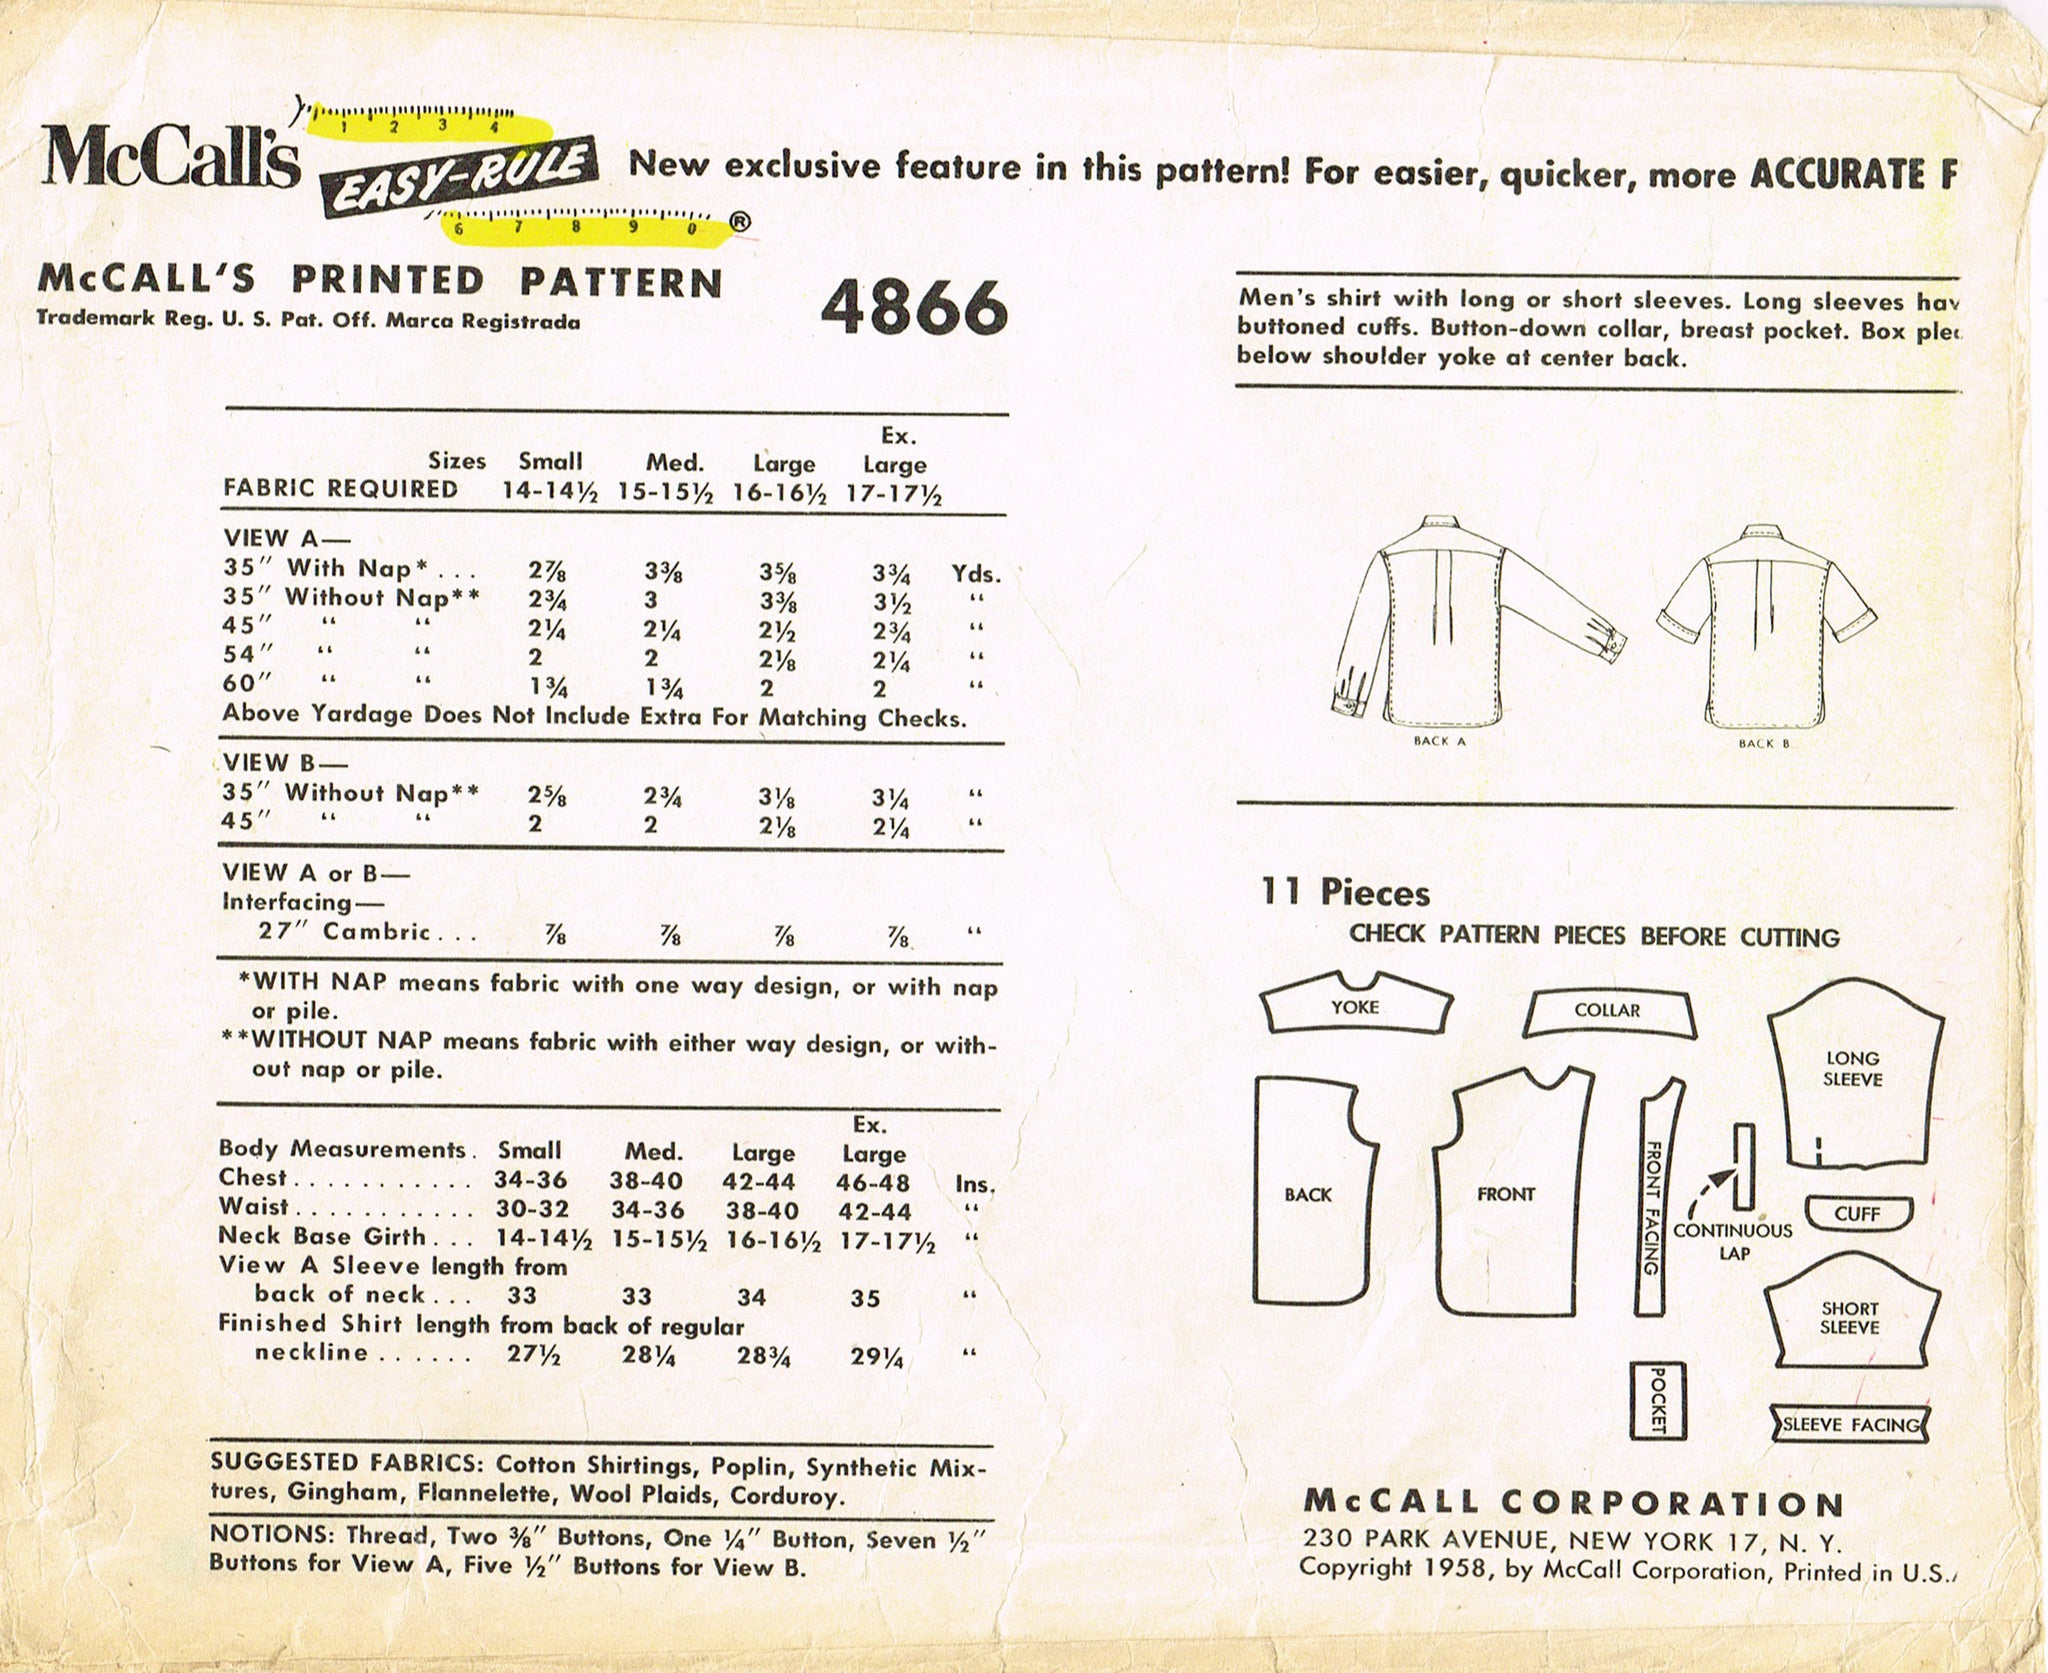 McCall's
1 2 3 4
EASY-RULE
6 7 8 9 0 ®
New exclusive feature in this pattern! For easier, quicker, more ACCURATE F
McCALL'S PRINTED PATTERN
Trademark Reg. U. S. Pat. Off. Marca Registrada
4866
Men's shirt with long or short sleeves. Long sleeves hav
buttoned cuffs. Button-down collar, breast pocket. Box
below shoulder yoke at center back.
Ex.
Sizes Small Med. Large Large
FABRIC REQUIRED 14-14½ 15-15½ 16-16½ 17-17½
VIEW A—
35″ With Nap* . . . 2⅞ 3⅜ 3⅝ 3¾ Yds.
35″ Without Nap** 2¾ 3 3⅜ 3½ “
45″ “ “ 2¼ 2¼ 2½ 2¾ “
54″ “ “ 2 2 2⅛ 2¼ “
60″ “ “ 1¾ 1¾ 2 2 “
Above Yardage Does Not Include Extra For Matching Checks.
VIEW B—
35″ Without Nap** 2⅝ 2¾ 3⅛ 3¼ “
45″ “ “ 2 2 2⅛ 2¼ “
VIEW A or B—
Interfacing—
27″ Cambric . . . ⅞ ⅞ ⅞ ⅞ “
*WITH NAP means fabric with one way design, or with nap
or pile.
**WITHOUT NAP means fabric with either way design, or with-
out nap or pile.
Ex.
Body Measurements. Small Med. Large Large
Chest . . . . . . . . . . . 34-36 38-40 42-44 46-48 Ins.
Waist . . . . . . . . . . . 30-32 34-36 38-40 42-44 “
Neck Base Girth . . . 14-14½ 15-15½ 16-16½ 17-17½ “
View A Sleeve length from
back of neck . . . 33 33 34 35 “
Finished Shirt length from back of regular
neckline . . . . . . 27½ 28¼ 28¾ 29¼ “
SUGGESTED FABRICS: Cotton Shirtings, Poplin, Synthetic Mix-
tures, Gingham, Flannelette, Wool Plaids, Corduroy.
NOTIONS: Thread, Two ⅜″ Buttons, One ¼″ Button, Seven ½″
Buttons for View A, Five ½″ Buttons for View B.
BACK A
BACK B
11 Pieces
CHECK PATTERN PIECES BEFORE CUTTING
YOKE
COLLAR
LONG
SLEEVE
BACK
FRONT
FRONT FACING
CONTINUOUS
LAP
CUFF
SHORT
SLEEVE
POCKET
SLEEVE FACING
McCALL CORPORATION
230 PARK AVENUE, NEW YORK 17, N. Y.
Copyright 1958, by McCall Corporation, Printed in U.S.